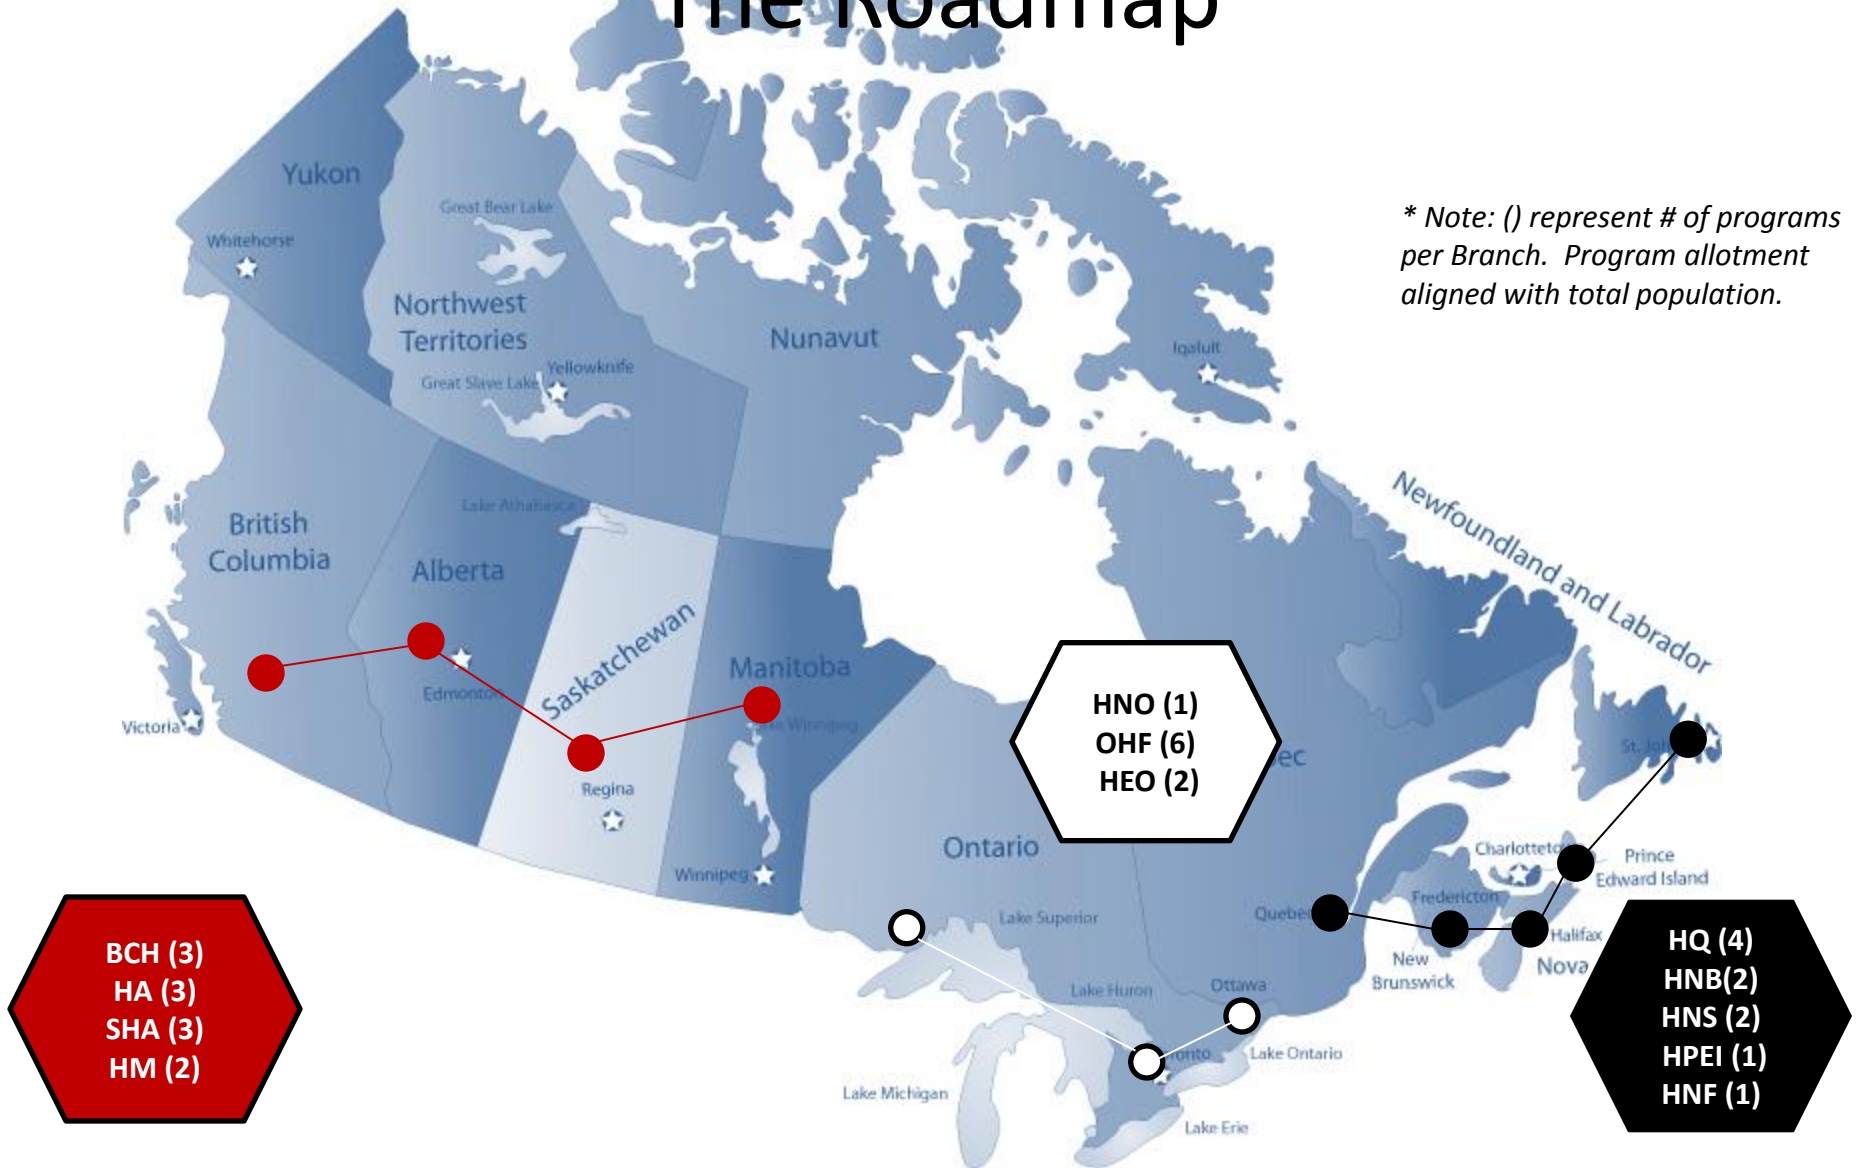 The Roadmap
Yukon
Whitehorse
Great Bear Lake
Northwest
Territories
Great Slave Lake
Yellowknife
Nunavut
Iqaluit
* Note: () represent # of programs
per Branch.  Program allotment
aligned with total population.
British
Columbia
Victoria
Lake Athabasca
Alberta
Edmonton
Saskatchewan
Regina
Manitoba
Lake Winnipeg
Winnipeg
Ontario
Lake Superior
Lake Huron
Ottawa
Lake Ontario
Lake Michigan
Lake Erie
Newfoundland and Labrador
Charlotteto
Prince
Edward Island
Fredericton
Halifax
New
Brunswick
Nova
HNO (1)
OHF (6)
HEO (2)
BCH (3)
HA (3)
SHA (3)
HM (2)
HQ (4)
HNB(2)
HNS (2)
HPEI (1)
HNF (1)